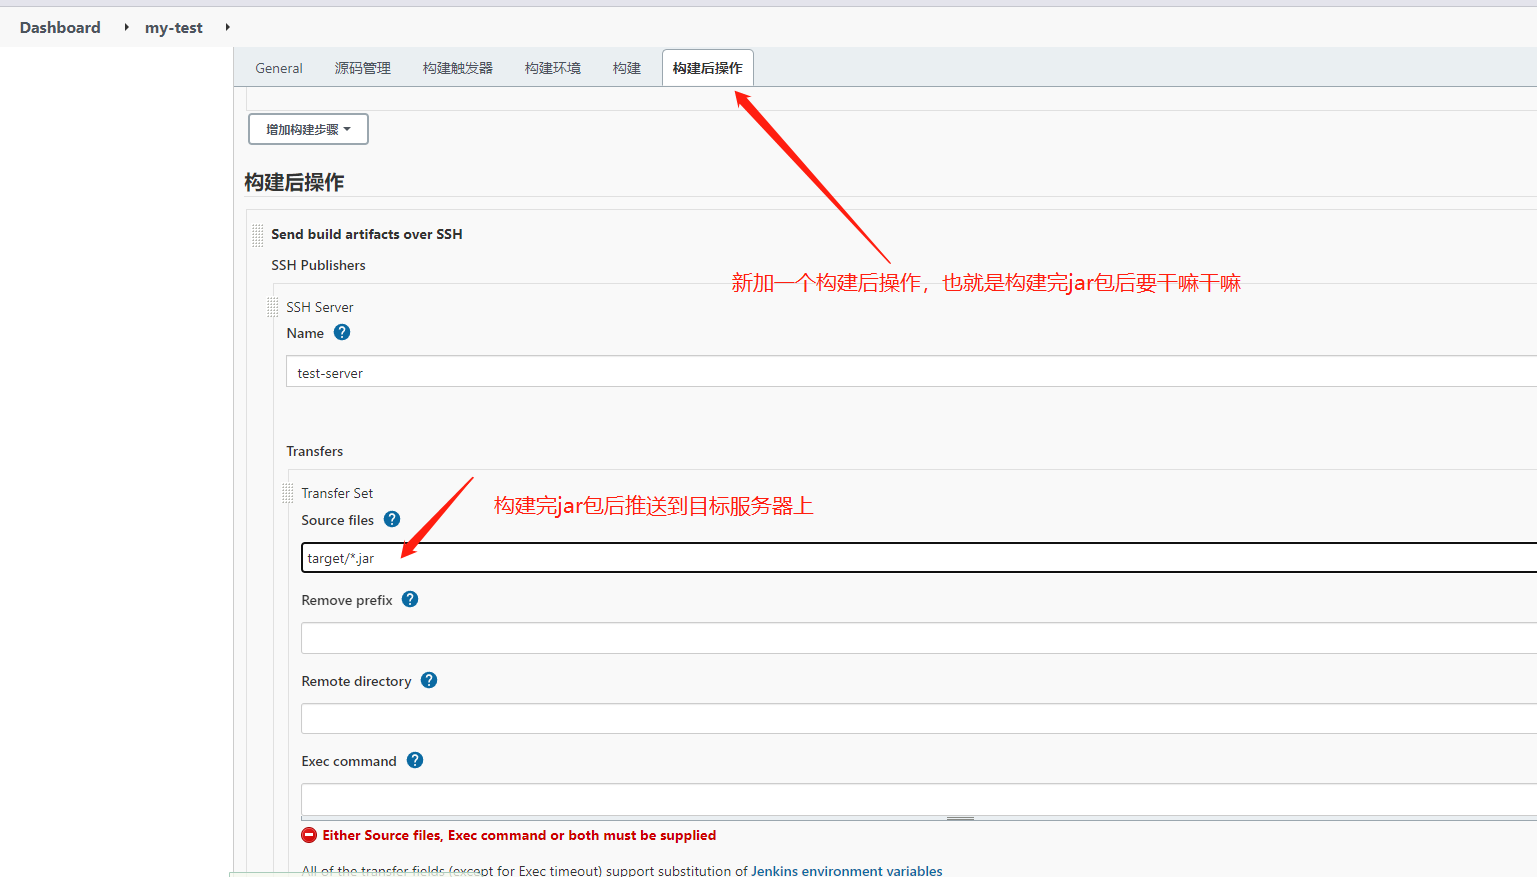 Dashboard my-test
General 源码管理 构建触发器 构建环境 构建 构建后操作
增加构建步骤
构建后操作
Send build artifacts over SSH
SSH Publishers
新加一个构建后操作，也就是构建完jar包后要干嘛干嘛
SSH Server
Name ?
test-server
Transfers
Transfer Set
构建完jar包后推送到目标服务器上
Source files ?
target/*.jar
Remove prefix ?
Remote directory ?
Exec command ?
Either Source files, Exec command or both must be supplied
All of the transfer fields (except for Exec timeout) support substitution of Jenkins environment variables